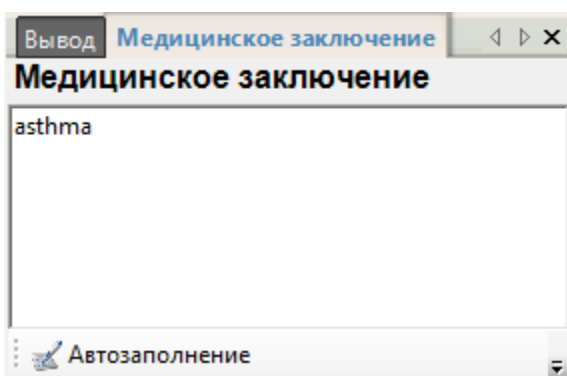 Вывод Медицинское заключение
Медицинское заключение
asthma
Автозаполнение